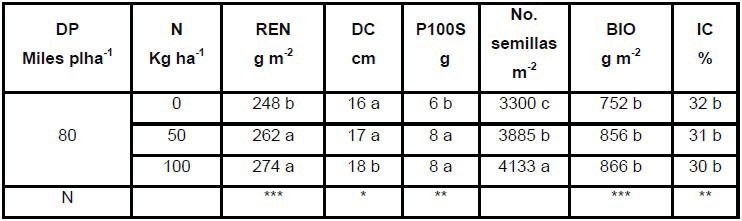 DP Miles plha-1 | N Kg ha-1 | REN g m-2 | DC cm | P100S g | No. semillas m-2 | BIO g m-2 | IC %
80 | 0 | 248 b | 16 a | 6 b | 3300 c | 752 b | 32 b
50 | 262 a | 17 a | 8 a | 3885 b | 856 b | 31 b
100 | 274 a | 18 b | 8 a | 4133 a | 866 b | 30 b
N | *** | * | ** | *** | **